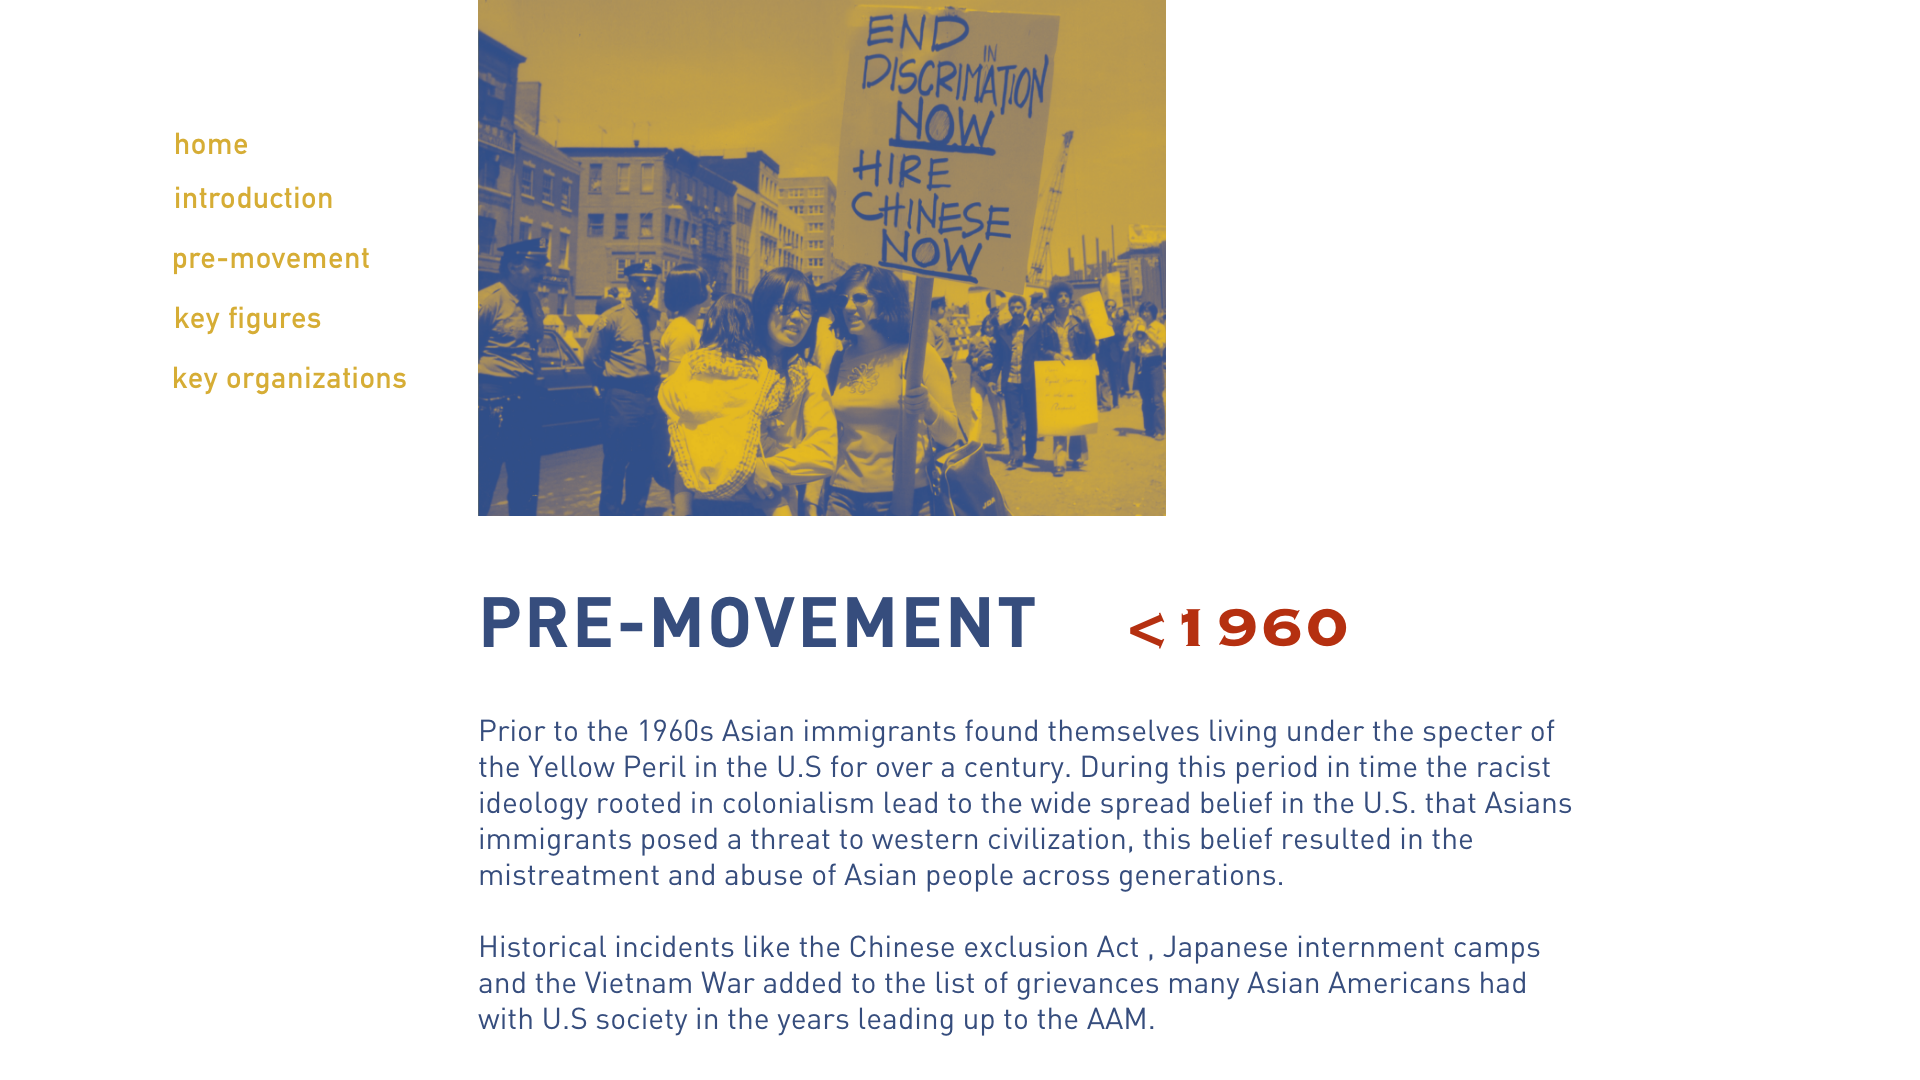 home
introduction
pre-movement
key figures
key organizations
END
IN
DISCRIMATION
NOW
HIRE
CHINESE
NOW
PRE-MOVEMENT <1960
Prior to the 1960s Asian immigrants found themselves living under the specter of
the Yellow Peril in the U.S for over a century. During this period in time the racist
ideology rooted in colonialism lead to the wide spread belief in the U.S. that Asians
immigrants posed a threat to western civilization, this belief resulted in the
mistreatment and abuse of Asian people across generations.
Historical incidents like the Chinese exclusion Act , Japanese internment camps
and the Vietnam War added to the list of grievances many Asian Americans had
with U.S society in the years leading up to the AAM.